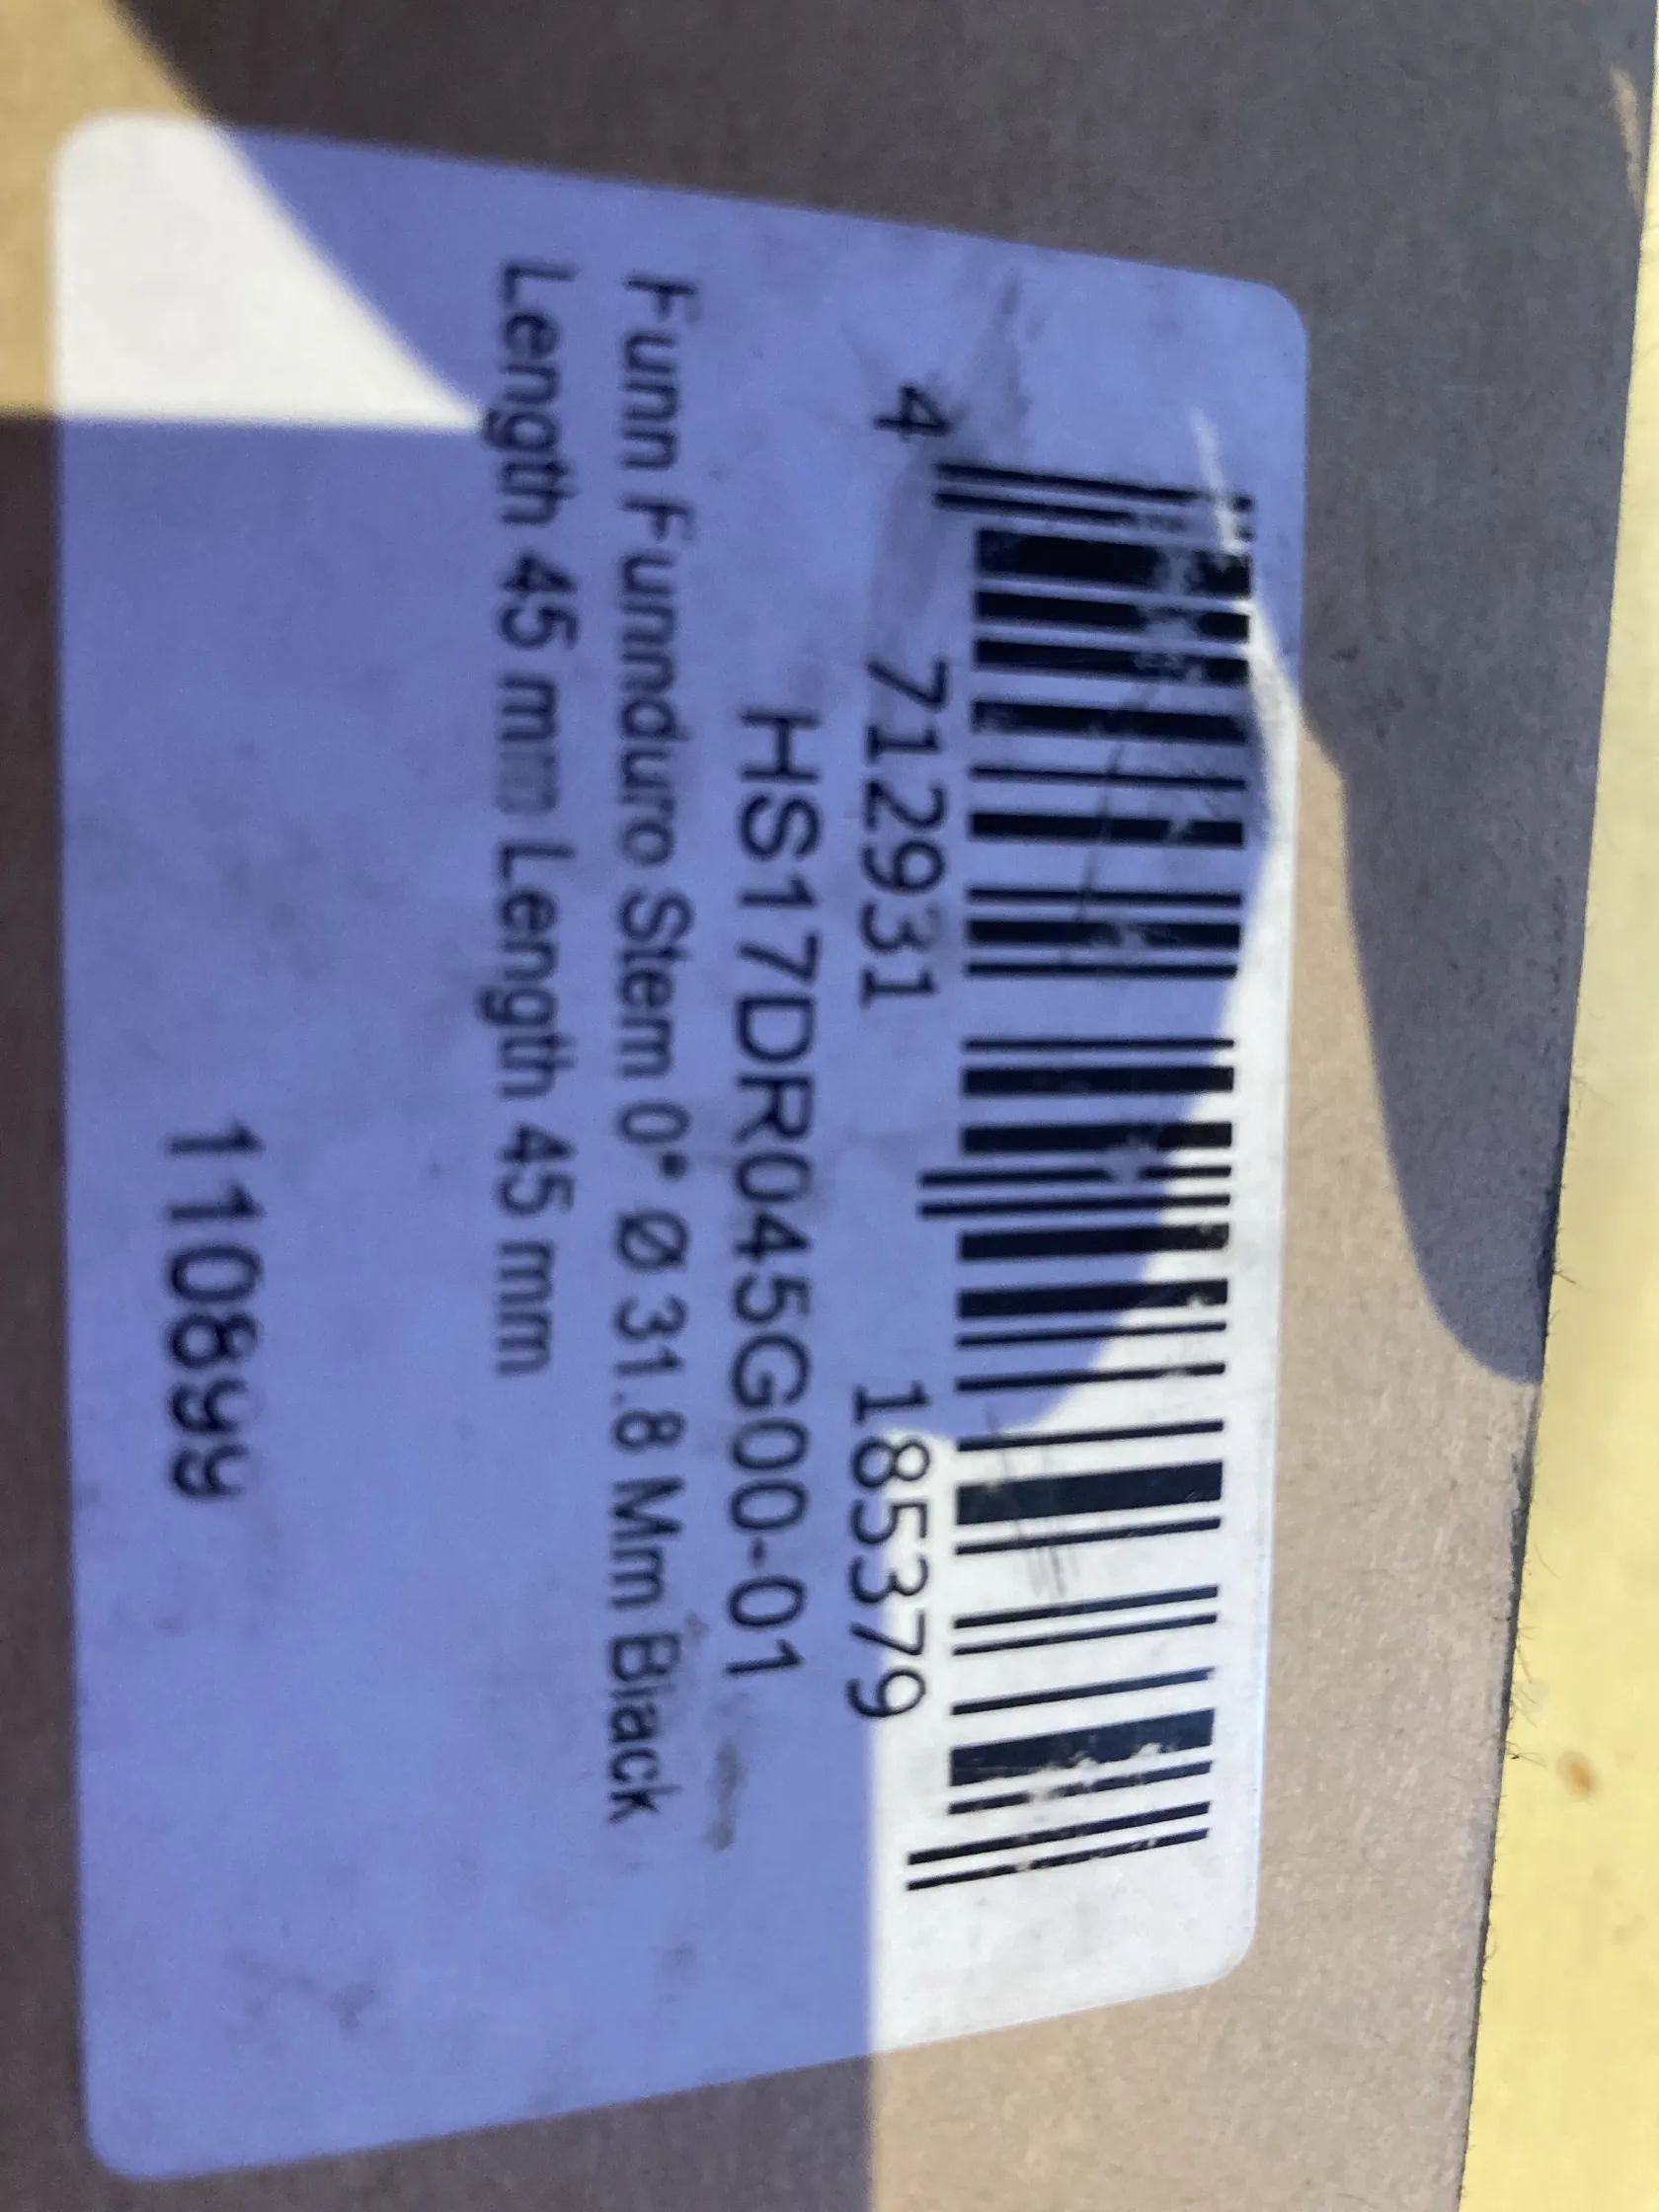 4 712931 185379
HS17DR045G00-01
Funn Funnduro Stem 0° Ø 31.8 Mm Black
Length 45 mm Length 45 mm
110899